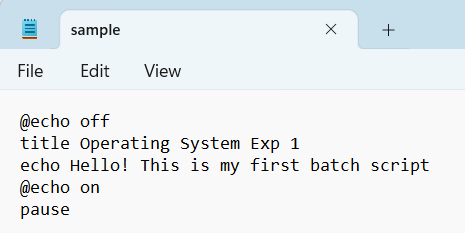 sample
File Edit View
@echo off
title Operating System Exp 1
echo Hello! This is my first batch script
@echo on
pause